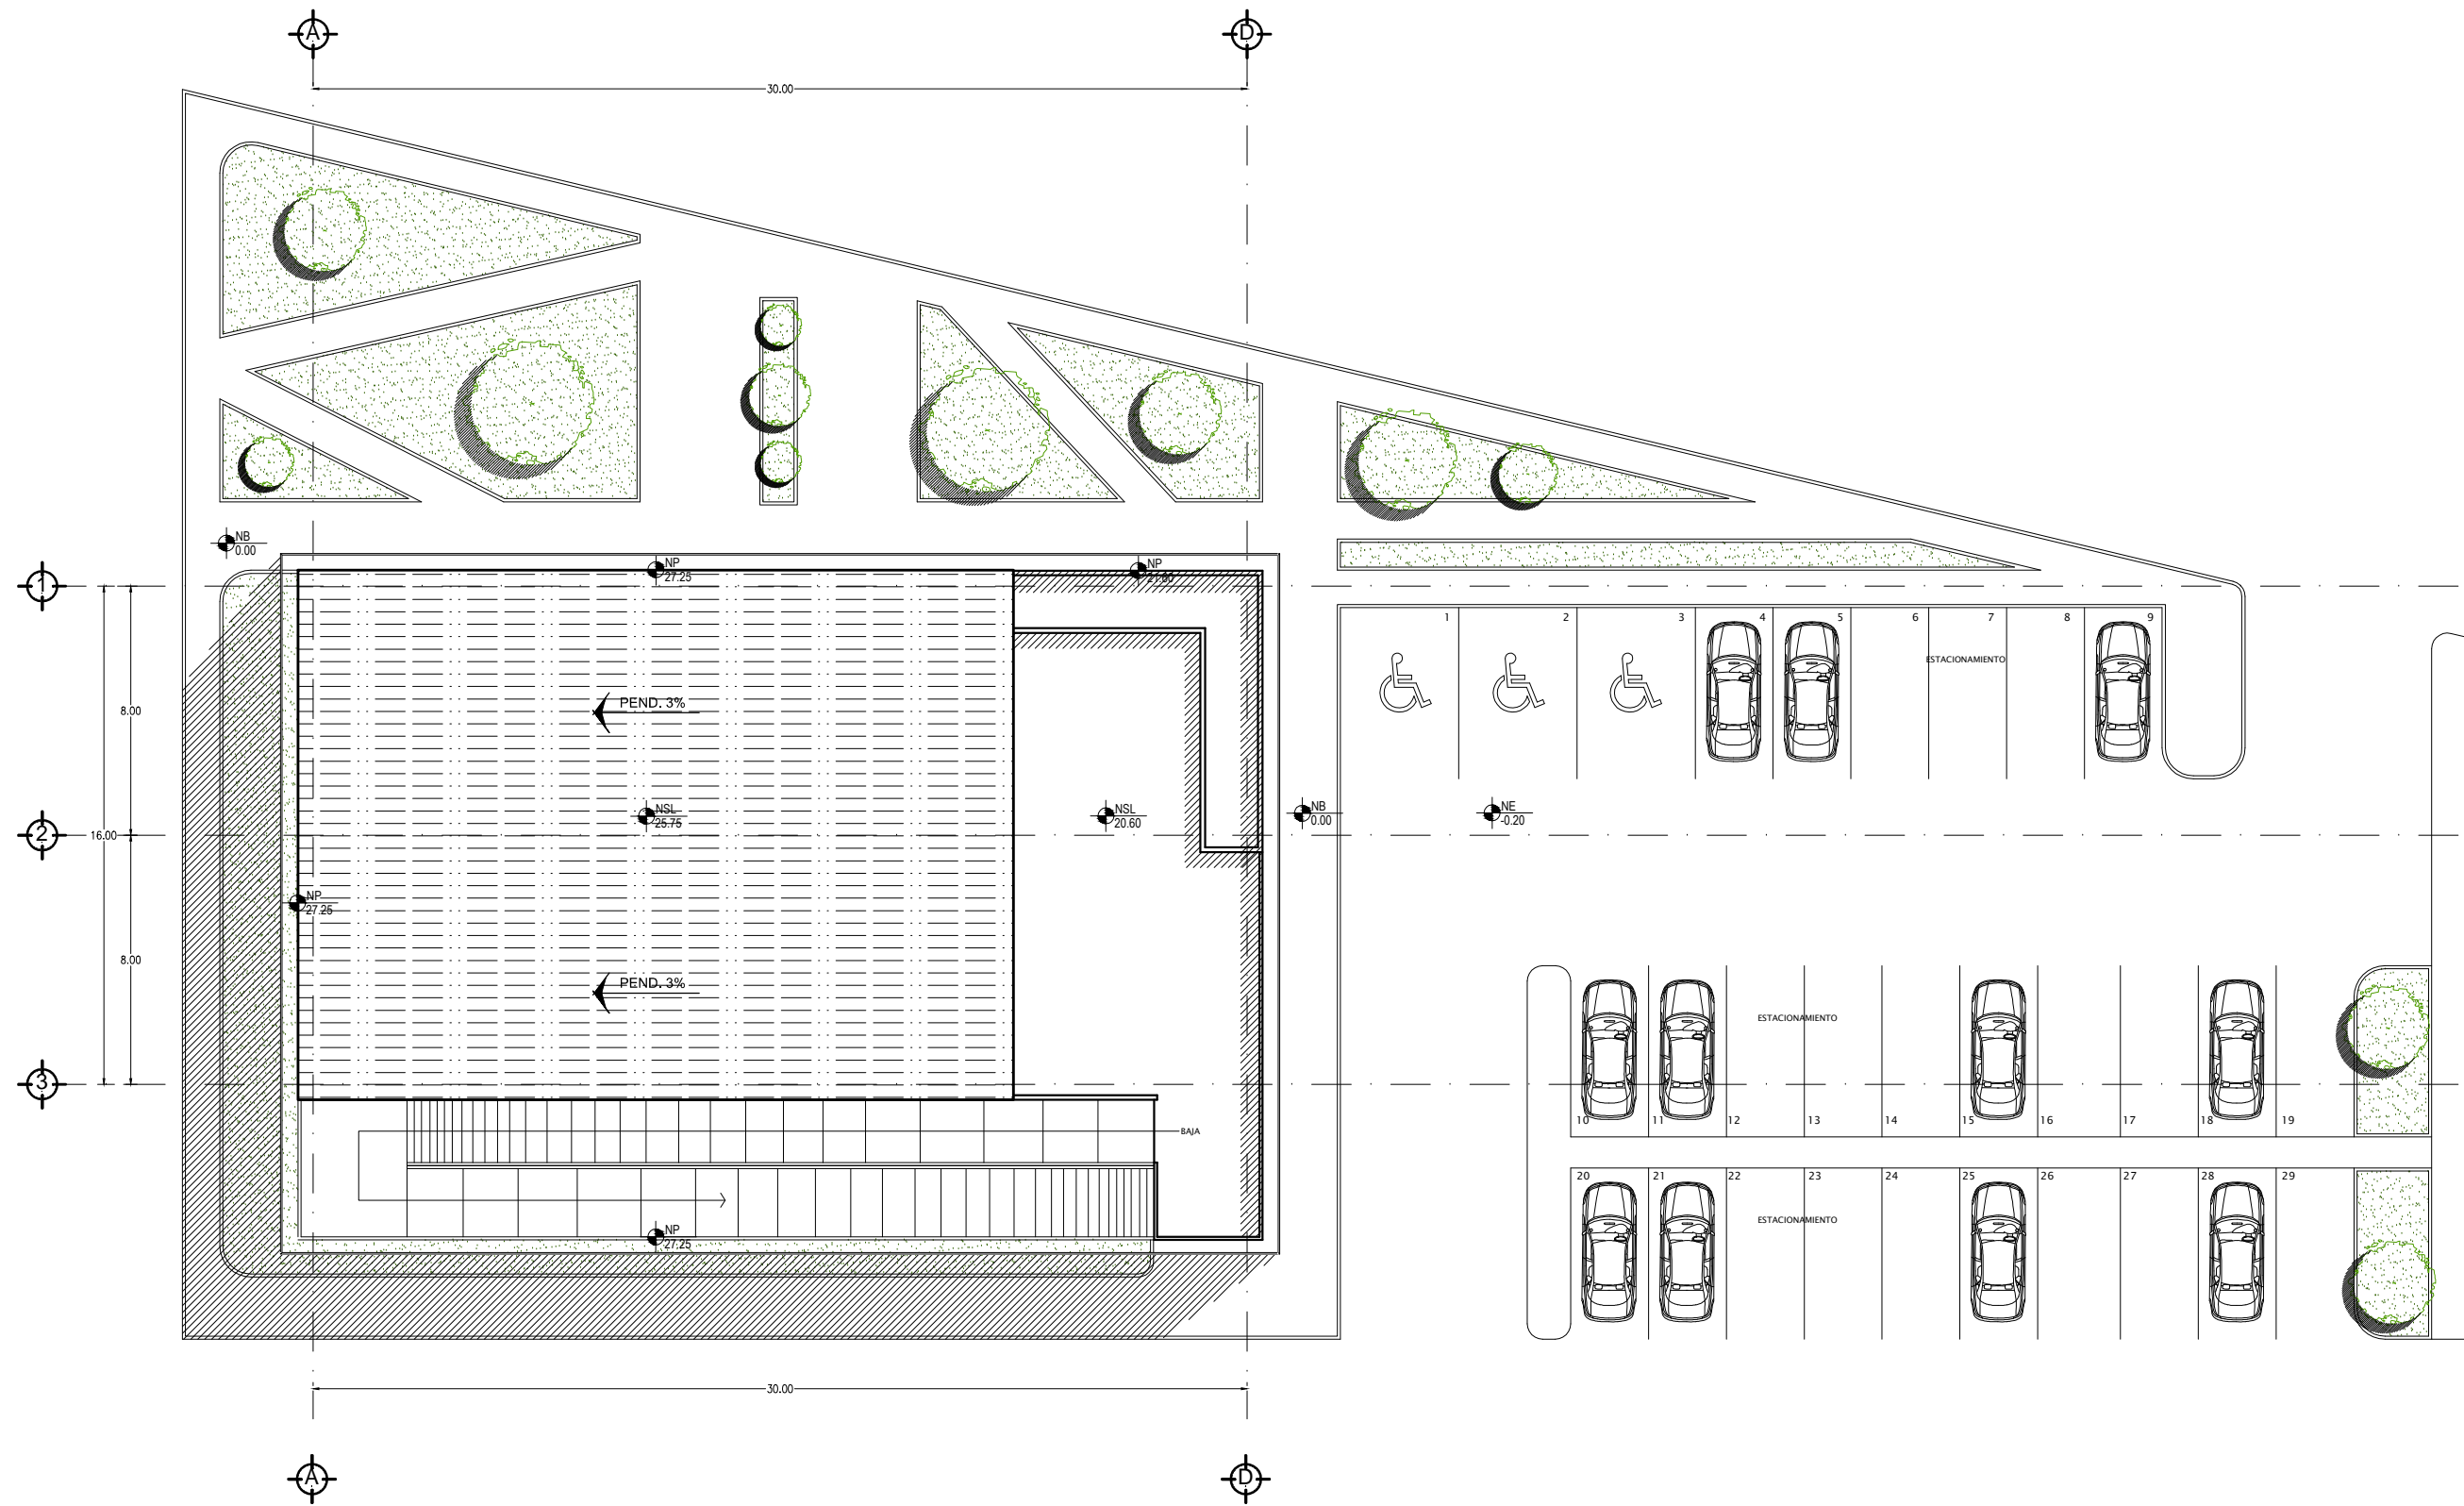 A
D
30.00
NB
0.00
NP
27.25
NP
21.60
1
1
2
3
4
5
6
7
8
9
ESTACIONAMIENTO
PEND. 3%
8.00
NSL
25.75
NSL
20.60
NB
0.00
NE
-0.20
2
16.00
NP
27.25
8.00
PEND. 3%
ESTACIONAMIENTO
3
10
11
12
13
14
15
16
17
18
19
BAJA
20
21
22
23
24
25
26
27
28
29
ESTACIONAMIENTO
NP
27.25
30.00
A
D